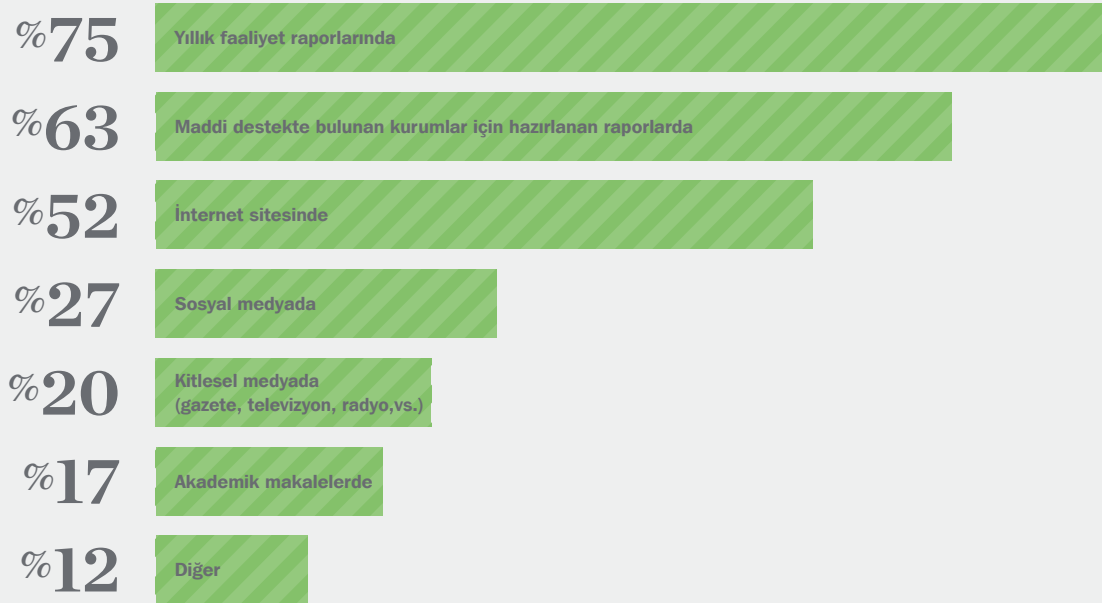 %75 Yıllık faaliyet raporlarında
%63 Maddi destekte bulunan kurumlar için hazırlanan raporlarda
%52 İnternet sitesinde
%27 Sosyal medyada
%20 Kitlesel medyada
(gazete, televizyon, radyo,vs.)
%17 Akademik makalelerde
%12 Diğer